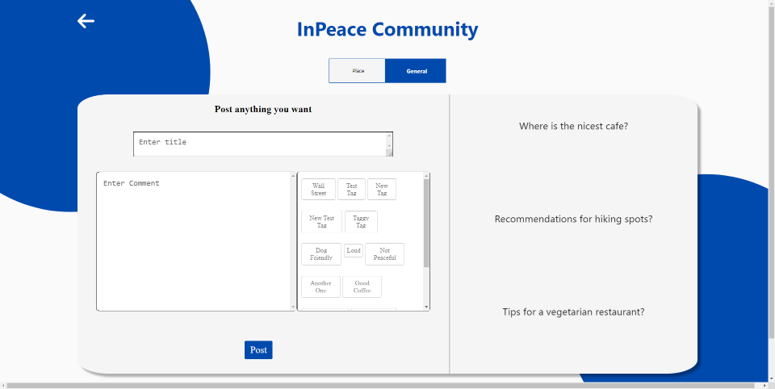 InPeace Community
Place
General
Post anything you want
Enter title
Enter Comment
Wall
Street
Test
Tag
New
Tag
New Test
Tag
Taggy
Tag
Dog
Friendly
Loud
Not
Peaceful
Another
One
Good
Coffee
Post
Where is the nicest cafe?
Recommendations for hiking spots?
Tips for a vegetarian restaurant?